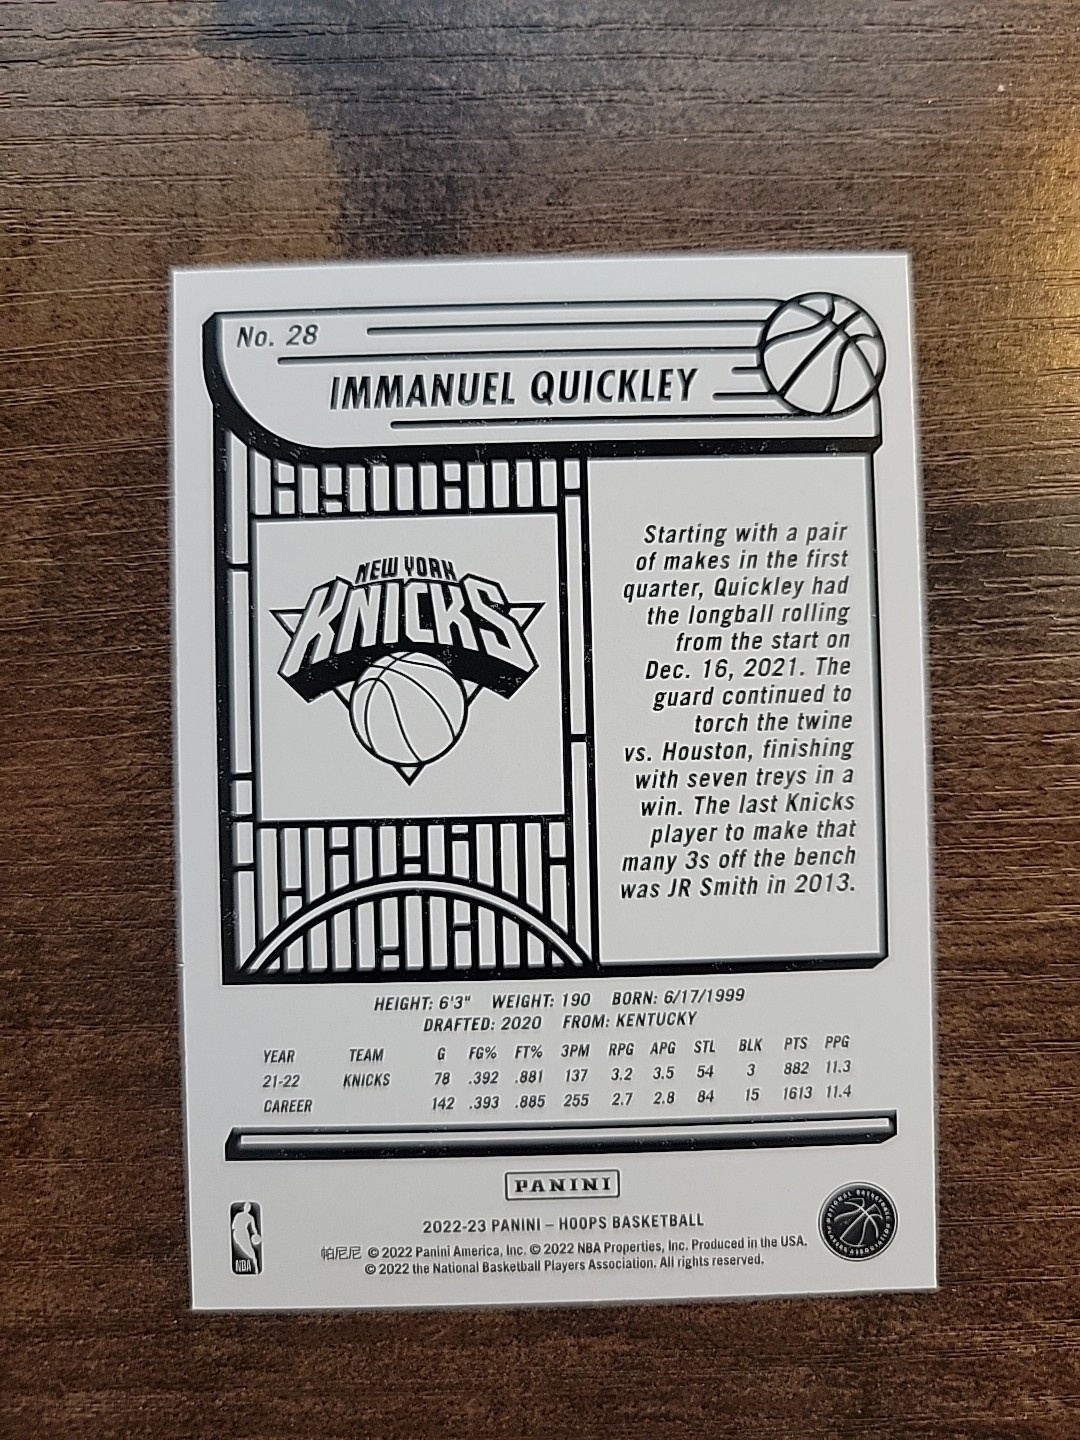 No. 28
IMMANUEL QUICKLEY
NEW YORK
KNICKS
Starting with a pair
of makes in the first
quarter, Quickley had
the longball rolling
from the start on
Dec. 16, 2021. The
guard continued to
torch the twine
vs. Houston, finishing
with seven treys in a
win. The last Knicks
player to make that
many 3s off the bench
was JR Smith in 2013.
HEIGHT: 6'3" WEIGHT: 190 BORN: 6/17/1999
DRAFTED: 2020 FROM: KENTUCKY
YEAR TEAM G FG% FT% 3PM RPG APG STL BLK PTS PPG
21-22 KNICKS 78 .392 .881 137 3.2 3.5 54 3 882 11.3
CAREER 142 .393 .885 255 2.7 2.8 84 15 1613 11.4
PANINI
2022-23 PANINI – HOOPS BASKETBALL
帕尼尼 © 2022 Panini America, Inc. © 2022 NBA Properties, Inc. Produced in the USA.
© 2022 the National Basketball Players Association. All rights reserved.
NBA
NATIONAL BASKETBALL PLAYERS ASSOCIATION